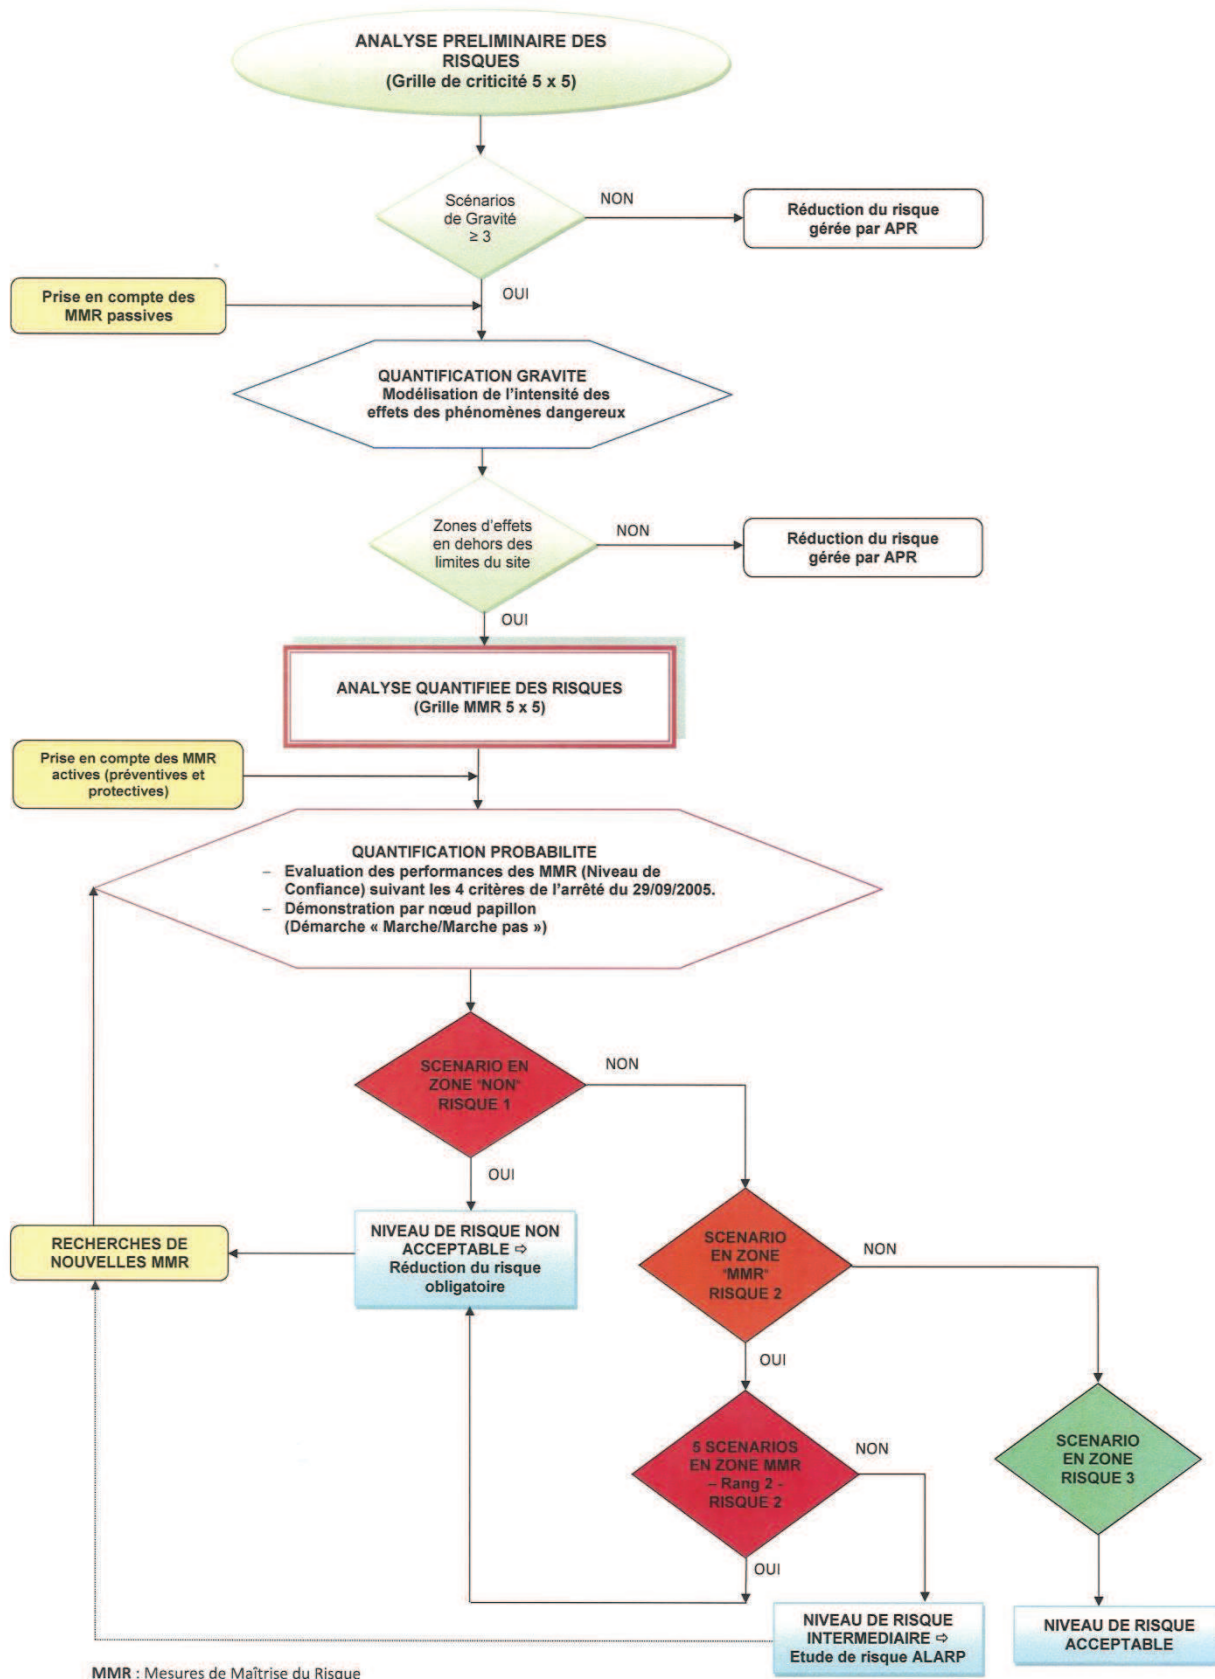 ANALYSE PRELIMINAIRE DES
RISQUES
(Grille de criticité 5 x 5)
Scénarios
de Gravité
≥ 3
NON
Réduction du risque
gérée par APR
OUI
Prise en compte des
MMR passives
QUANTIFICATION GRAVITE
Modélisation de l'intensité des
effets des phénomènes dangereux
Zones d'effets
en dehors des
limites du site
NON
Réduction du risque
gérée par APR
OUI
ANALYSE QUANTIFIEE DES RISQUES
(Grille MMR 5 x 5)
Prise en compte des MMR
actives (préventives et
protectives)
QUANTIFICATION PROBABILITE
– Evaluation des performances des MMR (Niveau de
Confiance) suivant les 4 critères de l'arrêté du 29/09/2005.
– Démonstration par nœud papillon
(Démarche « Marche/Marche pas »)
SCENARIO EN
ZONE "NON"
RISQUE 1
NON
OUI
NIVEAU DE RISQUE NON
ACCEPTABLE ⇨
Réduction du risque
obligatoire
RECHERCHES DE
NOUVELLES MMR
SCENARIO
EN ZONE
"MMR"
RISQUE 2
NON
OUI
5 SCENARIOS
EN ZONE MMR
– Rang 2 -
RISQUE 2
NON
OUI
SCENARIO
EN ZONE
RISQUE 3
NIVEAU DE RISQUE
INTERMEDIAIRE ⇨
Etude de risque ALARP
NIVEAU DE RISQUE
ACCEPTABLE
MMR : Mesures de Maîtrise du Risque